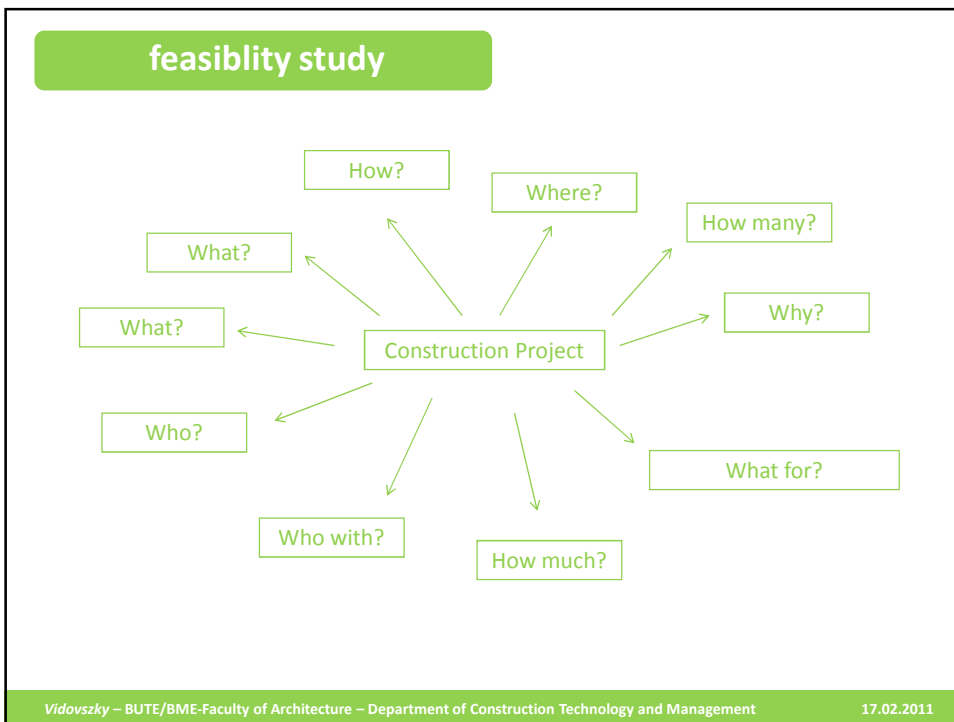 feasiblity study
How?
Where?
How many?
What?
Why?
What?
Construction Project
Who?
What for?
Who with?
How much?
Vidovszky – BUTE/BME-Faculty of Architecture – Department of Construction Technology and Management 17.02.2011